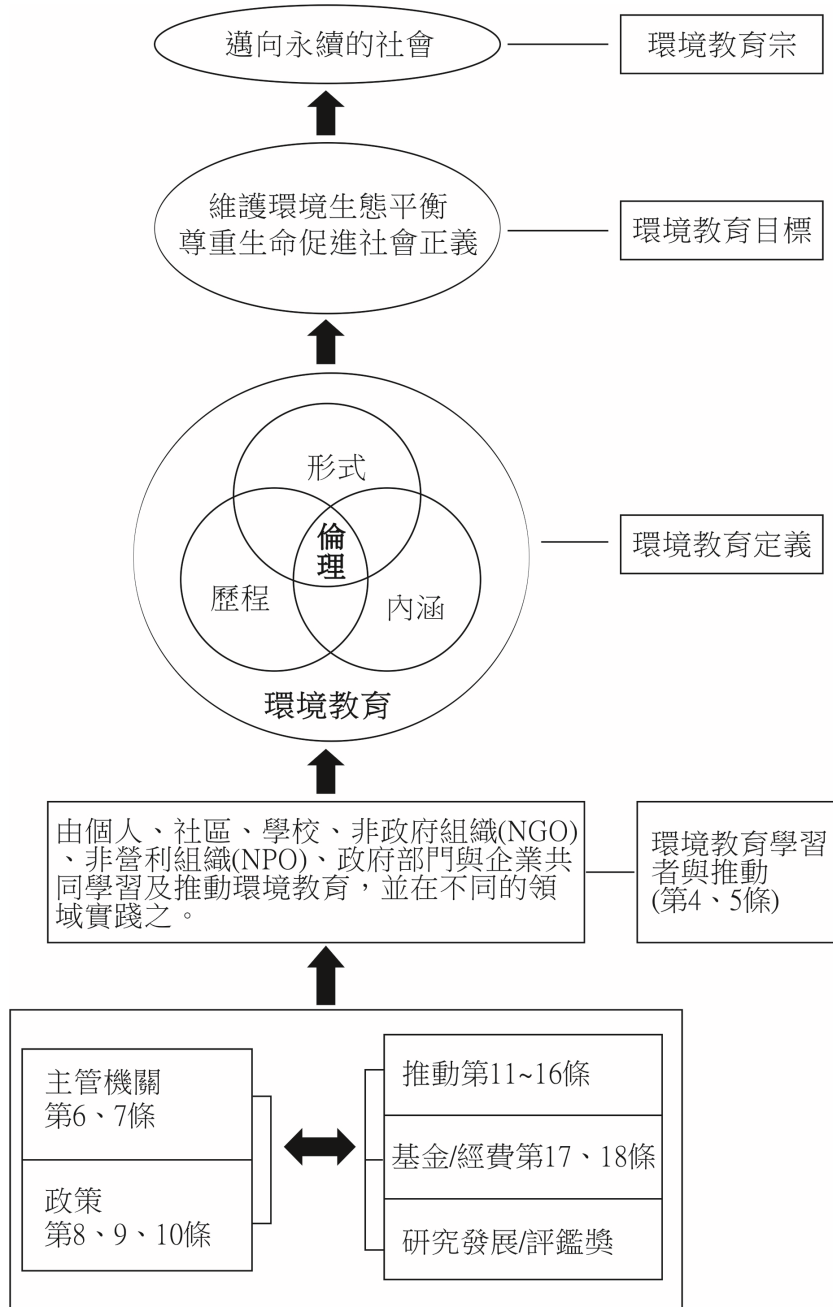 邁向永續的社會
環境教育宗
維護環境生態平衡
尊重生命促進社會正義
環境教育目標
形式
倫
理
歷程
內涵
環境教育
環境教育定義
由個人、社區、學校、非政府組織(NGO)
、非營利組織(NPO)、政府部門與企業共
同學習及推動環境教育，並在不同的領
域實踐之。
環境教育學習
者與推動
(第4、5條)
主管機關
第6、7條
政策
第8、9、10條
推動第11~16條
基金/經費第17、18條
研究發展/評鑑獎